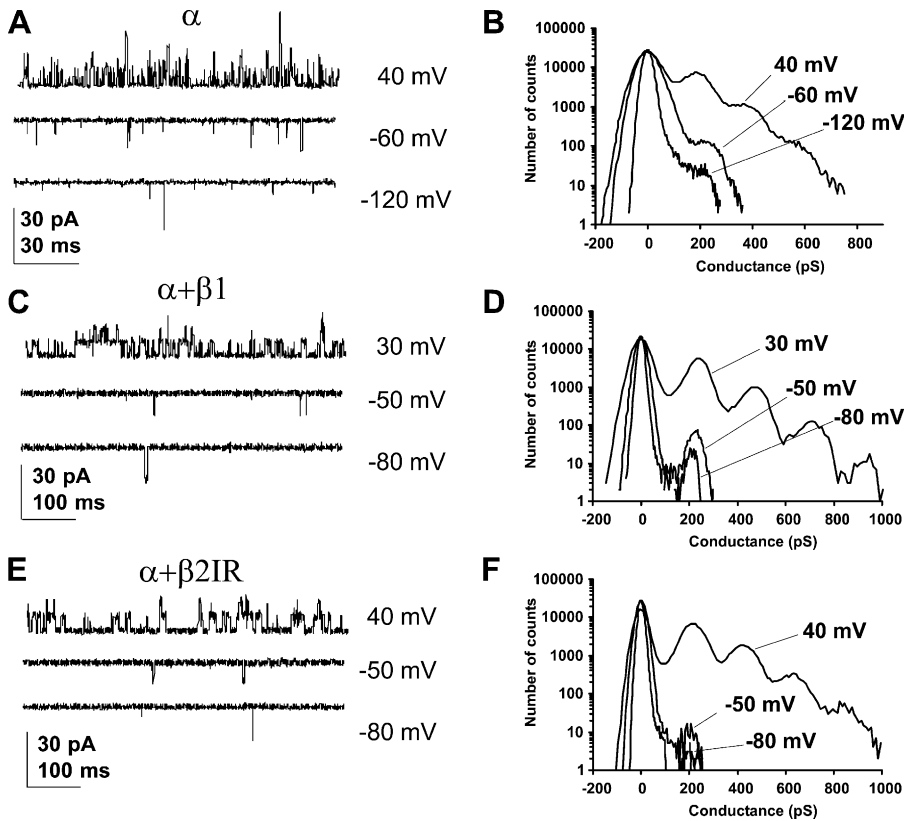 A
α
40 mV
-60 mV
-120 mV
30 pA
30 ms
B
Number of counts
100000
10000
1000
100
10
1
-200 0 200 400 600 800
Conductance (pS)
40 mV
-60 mV
-120 mV
C
α+β1
30 mV
-50 mV
-80 mV
30 pA
100 ms
D
Number of counts
100000
10000
1000
100
10
1
-200 0 200 400 600 800 1000
Conductance (pS)
30 mV
-50 mV
-80 mV
E
α+β2IR
40 mV
-50 mV
-80 mV
30 pA
100 ms
F
Number of counts
100000
10000
1000
100
10
1
-200 0 200 400 600 800 1000
Conductance (pS)
40 mV
-50 mV
-80 mV